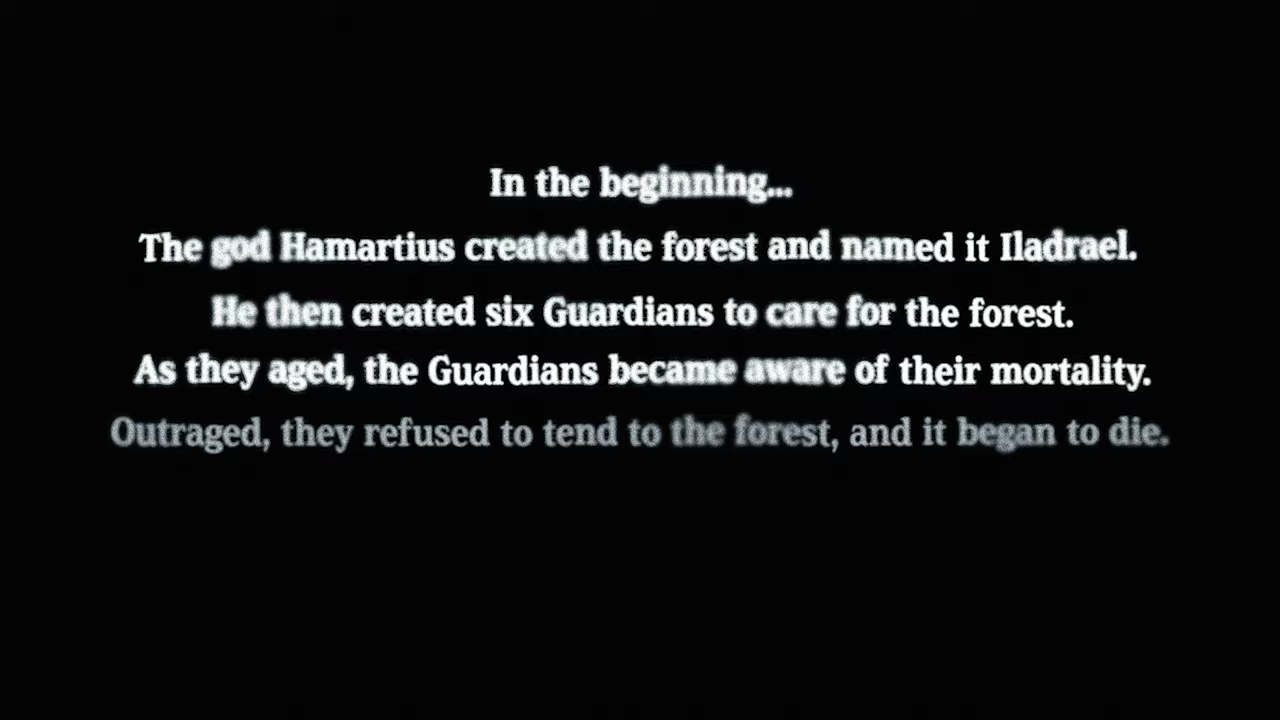 In the beginning...
The god Hamartius created the forest and named it Iladrael.
He then created six Guardians to care for the forest.
As they aged, the Guardians became aware of their mortality.
Outraged, they refused to tend to the forest, and it began to die.